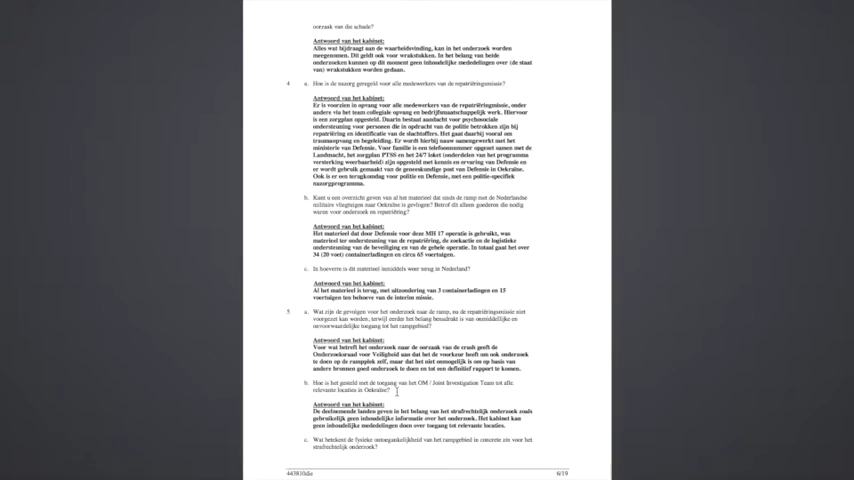 oorzaak van die schade?
Antwoord van het kabinet:
Alles wat bijdraagt aan de waarheidsvinding, kan in het onderzoek worden
meegenomen. Dit geldt ook voor wrakstukken. In het belang van beide
onderzoeken kunnen op dit moment geen inhoudelijke mededelingen over (de staat
van) wrakstukken worden gedaan.
4 a. Hoe is de nazorg geregeld voor alle medewerkers van de repatriëringsmissie?
Antwoord van het kabinet:
Er is voorzien in opvang voor alle medewerkers van de repatriëringsmissie, onder
andere via het team collegiale opvang en bedrijfsmaatschappelijk werk. Hiervoor
is een zorgplan opgesteld. Daarin bestaat aandacht voor psychosociale
ondersteuning voor personen die in opdracht van de politie betrokken zijn bij
repatriëring en identificatie van de slachtoffers. Het gaat daarbij vooral om
traumaopvang en begeleiding. Er wordt hierbij nauw samengewerkt met het
ministerie van Defensie. Voor familie is een telefoonnummer opgezet samen met de
Landmacht, het zorgplan PTSS en het 24/7 loket (onderdelen van het programma
versterking weerbaarheid) zijn opgesteld met kennis en ervaring van Defensie en
er wordt gebruik gemaakt van de geneeskundige post van Defensie in Oekraïne.
Ook is er een terugkomdag voor politie en Defensie, met een politie-specifiek
nazorgprogramma.
b. Kunt u een overzicht geven van al het materieel dat sinds de ramp met de Nederlandse
militaire vliegtuigen naar Oekraïne is gevlogen? Betrof dit alleen goederen die nodig
waren voor onderzoek en repatriëring?
Antwoord van het kabinet:
Het materieel dat door Defensie voor deze MH 17 operatie is gebruikt, was
materieel ter ondersteuning van de repatriëring, de zoekactie en de logistieke
ondersteuning van de beveiliging en van de gehele operatie. In totaal gaat het over
34 (20 voet) containerladingen en circa 65 voertuigen.
c. In hoeverre is dit materieel inmiddels weer terug in Nederland?
Antwoord van het kabinet:
Al het materieel is terug, met uitzondering van 3 containerladingen en 15
voertuigen ten behoeve van de interim missie.
5 a. Wat zijn de gevolgen voor het onderzoek naar de ramp, nu de repatriëringsmissie niet
voortgezet kan worden, terwijl eerder het belang benadrukt is van onmiddellijke en
onvoorwaardelijke toegang tot het rampgebied?
Antwoord van het kabinet:
Voor wat betreft het onderzoek naar de oorzaak van de crash geeft de
Onderzoeksraad voor Veiligheid aan dat het de voorkeur heeft om ook onderzoek
te doen op de rampplek zelf, maar dat het niet onmogelijk is om op basis van
andere bronnen goed onderzoek te doen en tot een definitief rapport te komen.
b. Hoe is het gesteld met de toegang van het OM / Joint Investigation Team tot alle
relevante locaties in Oekraïne?
Antwoord van het kabinet:
De deelnemende landen geven in het belang van het strafrechtelijk onderzoek zoals
gebruikelijk geen inhoudelijke informatie over het onderzoek. Het kabinet kan
geen inhoudelijke mededelingen doen over toegang tot relevante locaties.
c. Wat betekent de fysieke ontoegankelijkheid van het rampgebied in concrete zin voor het
strafrechtelijk onderzoek?
443810die 6/19